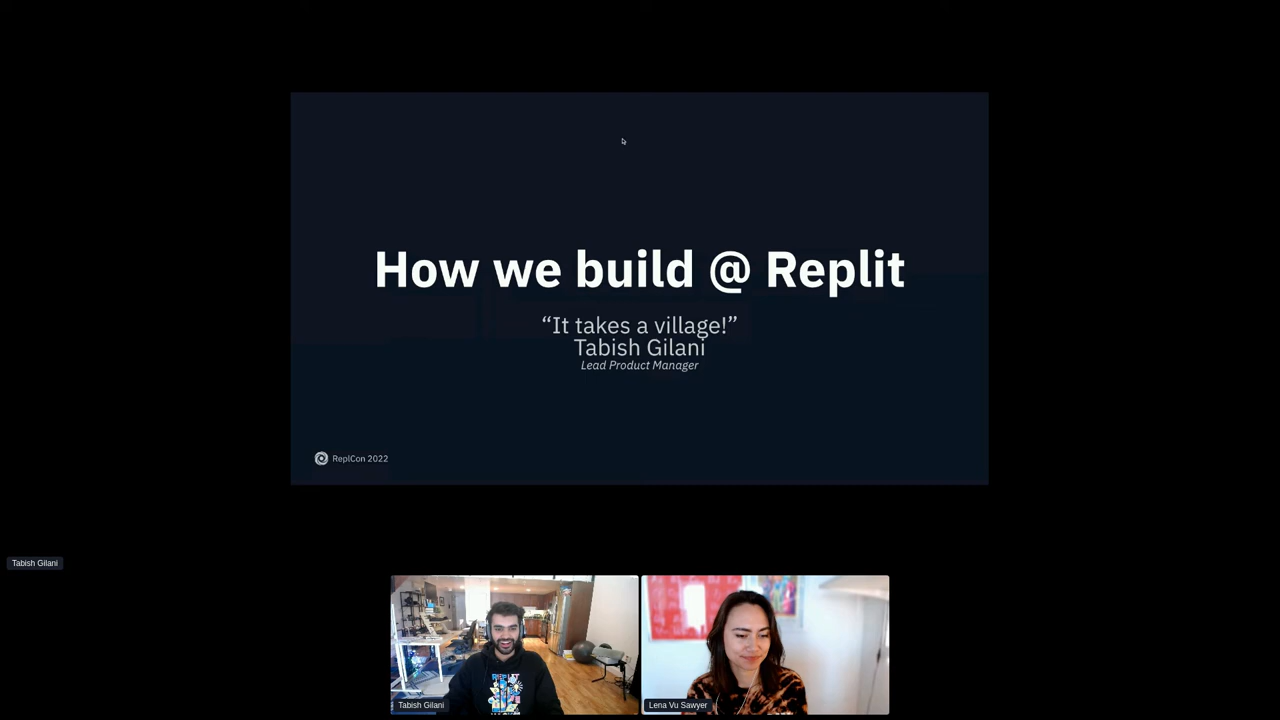 How we build @ Replit
“It takes a village!”
Tabish Gilani
Lead Product Manager
ReplCon 2022
Tabish Gilani
Tabish Gilani
Lena Vu Sawyer